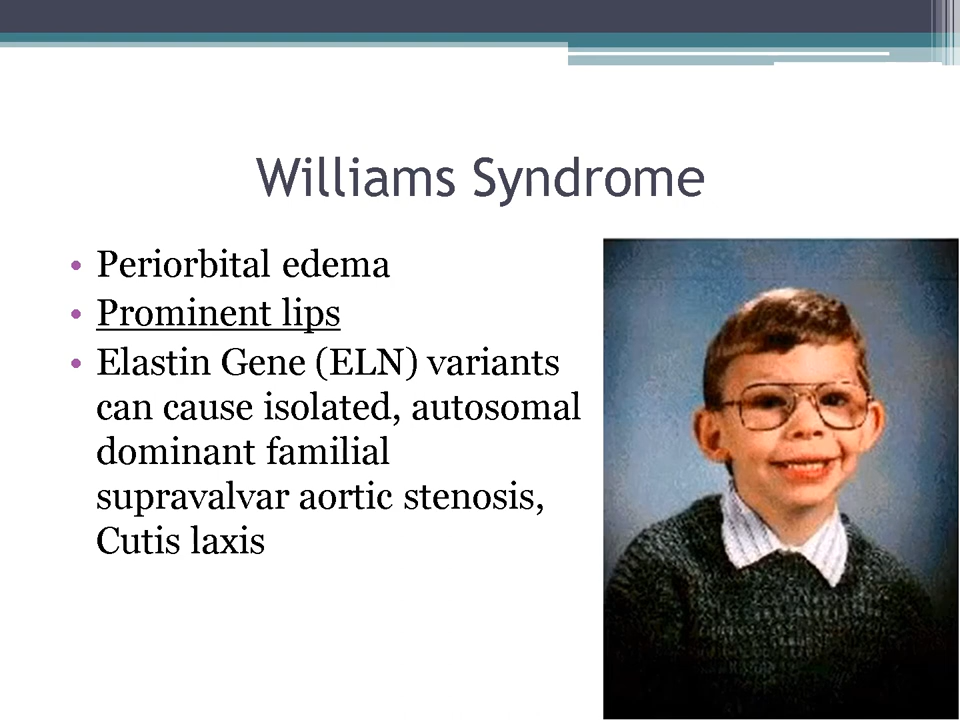 Williams Syndrome
• Periorbital edema
• Prominent lips
• Elastin Gene (ELN) variants
can cause isolated, autosomal
dominant familial
supravalvar aortic stenosis,
Cutis laxis